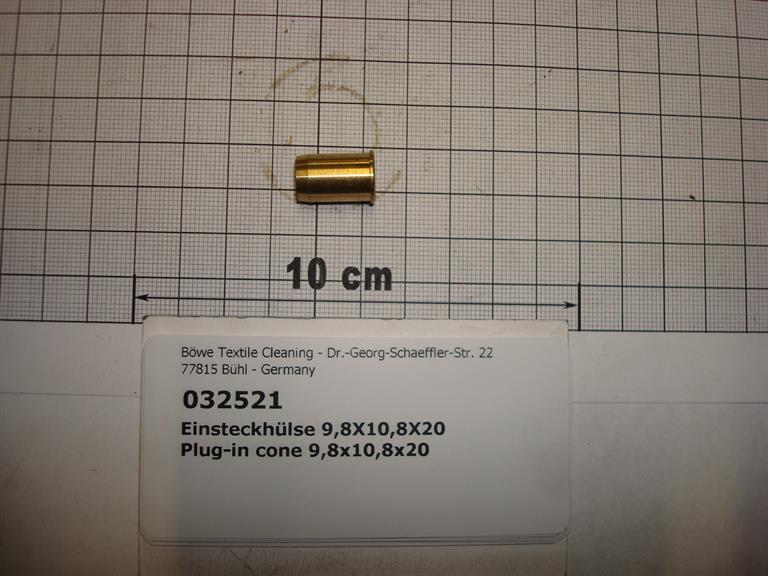 10 cm
Böwe Textile Cleaning - Dr.-Georg-Schaeffler-Str. 22
77815 Bühl - Germany
032521
Einsteckhülse 9,8X10,8X20
Plug-in cone 9,8x10,8x20